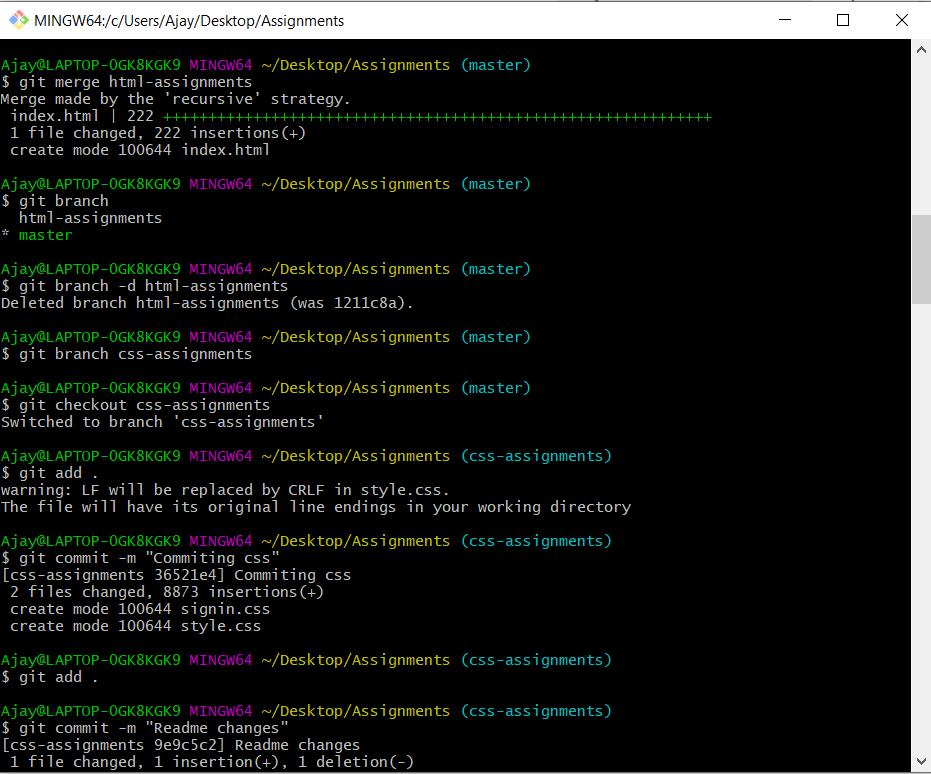 MINGW64:/c/Users/Ajay/Desktop/Assignments
Ajay@LAPTOP-OGK8KGK9 MINGW64 ~/Desktop/Assignments (master)
$ git merge html-assignments
Merge made by the 'recursive' strategy.
 index.html | 222 +++++++++++++++++++++++++++++++++++++++++++++++++++++++++++++
 1 file changed, 222 insertions(+)
 create mode 100644 index.html
Ajay@LAPTOP-OGK8KGK9 MINGW64 ~/Desktop/Assignments (master)
$ git branch
  html-assignments
* master
Ajay@LAPTOP-OGK8KGK9 MINGW64 ~/Desktop/Assignments (master)
$ git branch -d html-assignments
Deleted branch html-assignments (was 1211c8a).
Ajay@LAPTOP-OGK8KGK9 MINGW64 ~/Desktop/Assignments (master)
$ git branch css-assignments
Ajay@LAPTOP-OGK8KGK9 MINGW64 ~/Desktop/Assignments (master)
$ git checkout css-assignments
Switched to branch 'css-assignments'
Ajay@LAPTOP-OGK8KGK9 MINGW64 ~/Desktop/Assignments (css-assignments)
$ git add .
warning: LF will be replaced by CRLF in style.css.
The file will have its original line endings in your working directory
Ajay@LAPTOP-OGK8KGK9 MINGW64 ~/Desktop/Assignments (css-assignments)
$ git commit -m "Commiting css"
[css-assignments 36521e4] Commiting css
 2 files changed, 8873 insertions(+)
 create mode 100644 signin.css
 create mode 100644 style.css
Ajay@LAPTOP-OGK8KGK9 MINGW64 ~/Desktop/Assignments (css-assignments)
$ git add .
Ajay@LAPTOP-OGK8KGK9 MINGW64 ~/Desktop/Assignments (css-assignments)
$ git commit -m "Readme changes"
[css-assignments 9e9c5c2] Readme changes
 1 file changed, 1 insertion(+), 1 deletion(-)